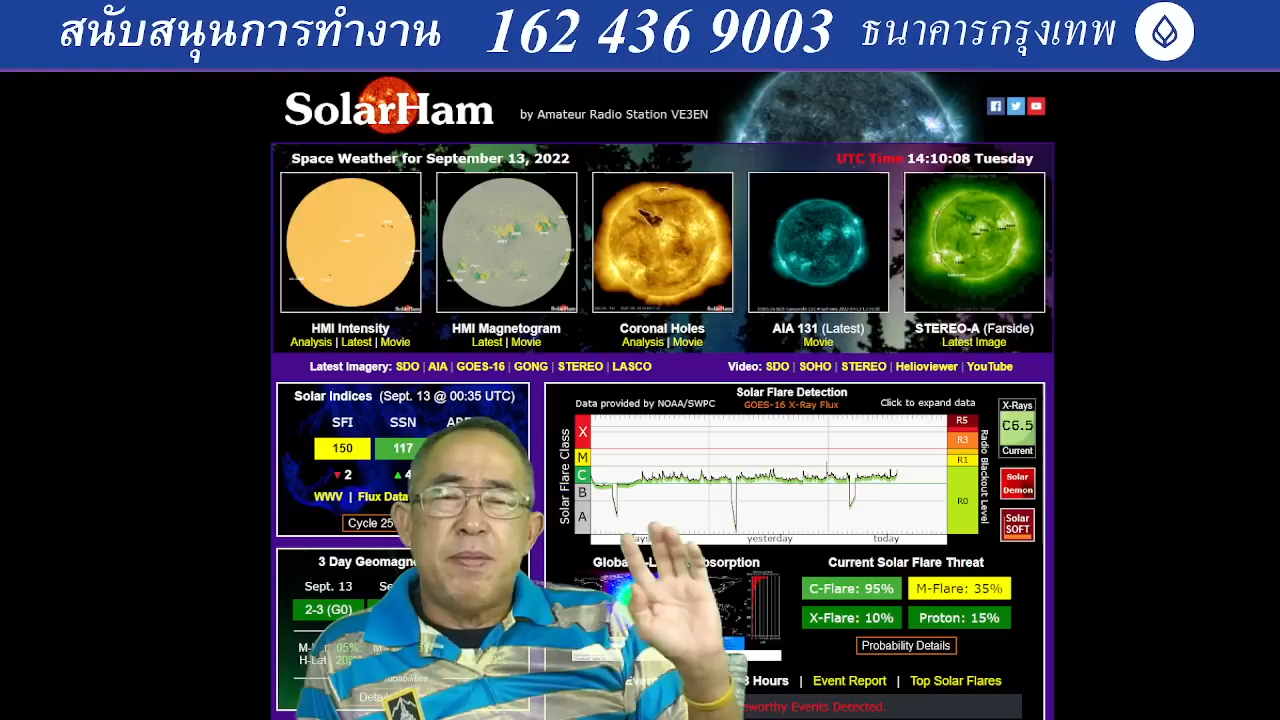 สนับสนุนการทำงาน 162 436 9003 ธนาคารกรุงเทพ
SolarHam by Amateur Radio Station VE3EN
Space Weather for September 13, 2022 UTC Time 14:10:08 Tuesday
HMI Intensity HMI Magnetogram Coronal Holes AIA 131 (Latest) STEREO-A (Farside)
Analysis | Latest | Movie Latest | Movie Analysis | Movie Movie Latest Image
Latest Imagery: SDO | AIA | GOES-16 | GONG | STEREO | LASCO Video: SDO | SOHO | STEREO | Helioviewer | YouTube
Solar Indices (Sept. 13 @ 00:35 UTC)
SFI SSN
150 117
▼2 ▲4
WWV | Flux Data
Cycle 25
Solar Flare Detection
Data provided by NOAA/SWPC GOES-16 X-Ray Flux Click to expand data
Solar Flare Class
X
M
C
B
A
R5
R3
R1
R0
Radio Blackout Level
yesterday today
X-Rays
C6.5
Current
Solar
Demon
Solar
SOFT
3 Day Geomagn
Sept. 13
2-3 (G0)
05%
H-Lat 20%
Current Solar Flare Threat
C-Flare: 95% M-Flare: 35%
X-Flare: 10% Proton: 15%
Probability Details
Hours | Event Report | Top Solar Flares
eworthy Events Detected.